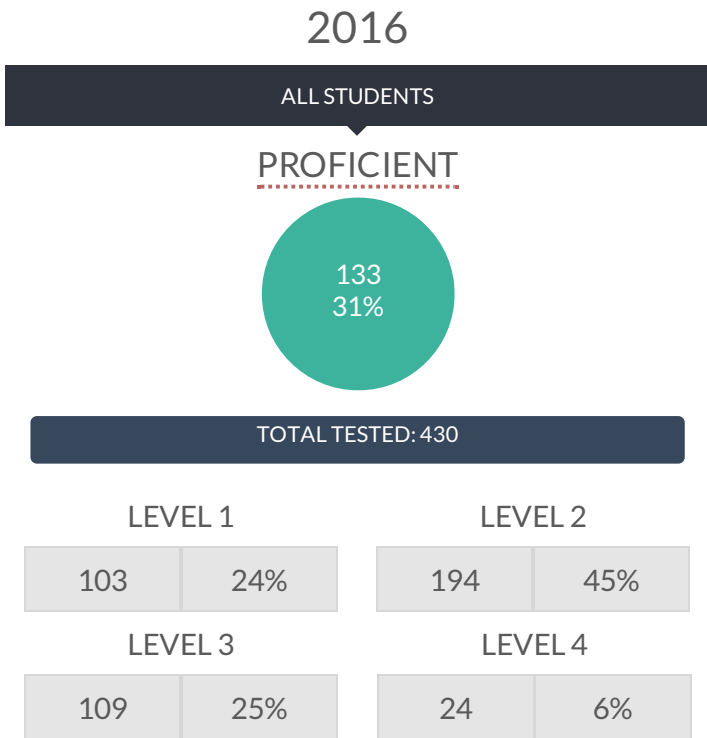 2016
ALL STUDENTS
PROFICIENT
133
31%
TOTAL TESTED: 430
LEVEL 1
103 24%
LEVEL 2
194 45%
LEVEL 3
109 25%
LEVEL 4
24 6%